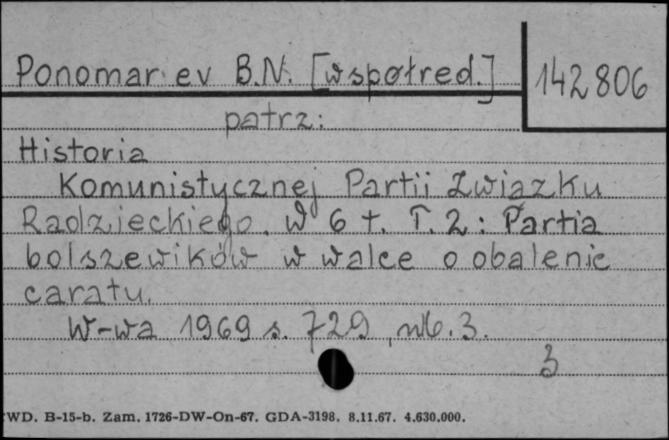 Ponomar'ev B.N. [współred.] 142806
patrz:
Historia
Komunistycznej Partii Związku
Radzieckiego. W 6 t. T. 2: Partia
bolszewików w walce o obalenie
caratu.
W-wa 1969 s. 729, nlb. 3.
3
WD. B-15-b. Zam. 1726-DW-On-67. GDA-3198. 8.11.67. 4.630.000.